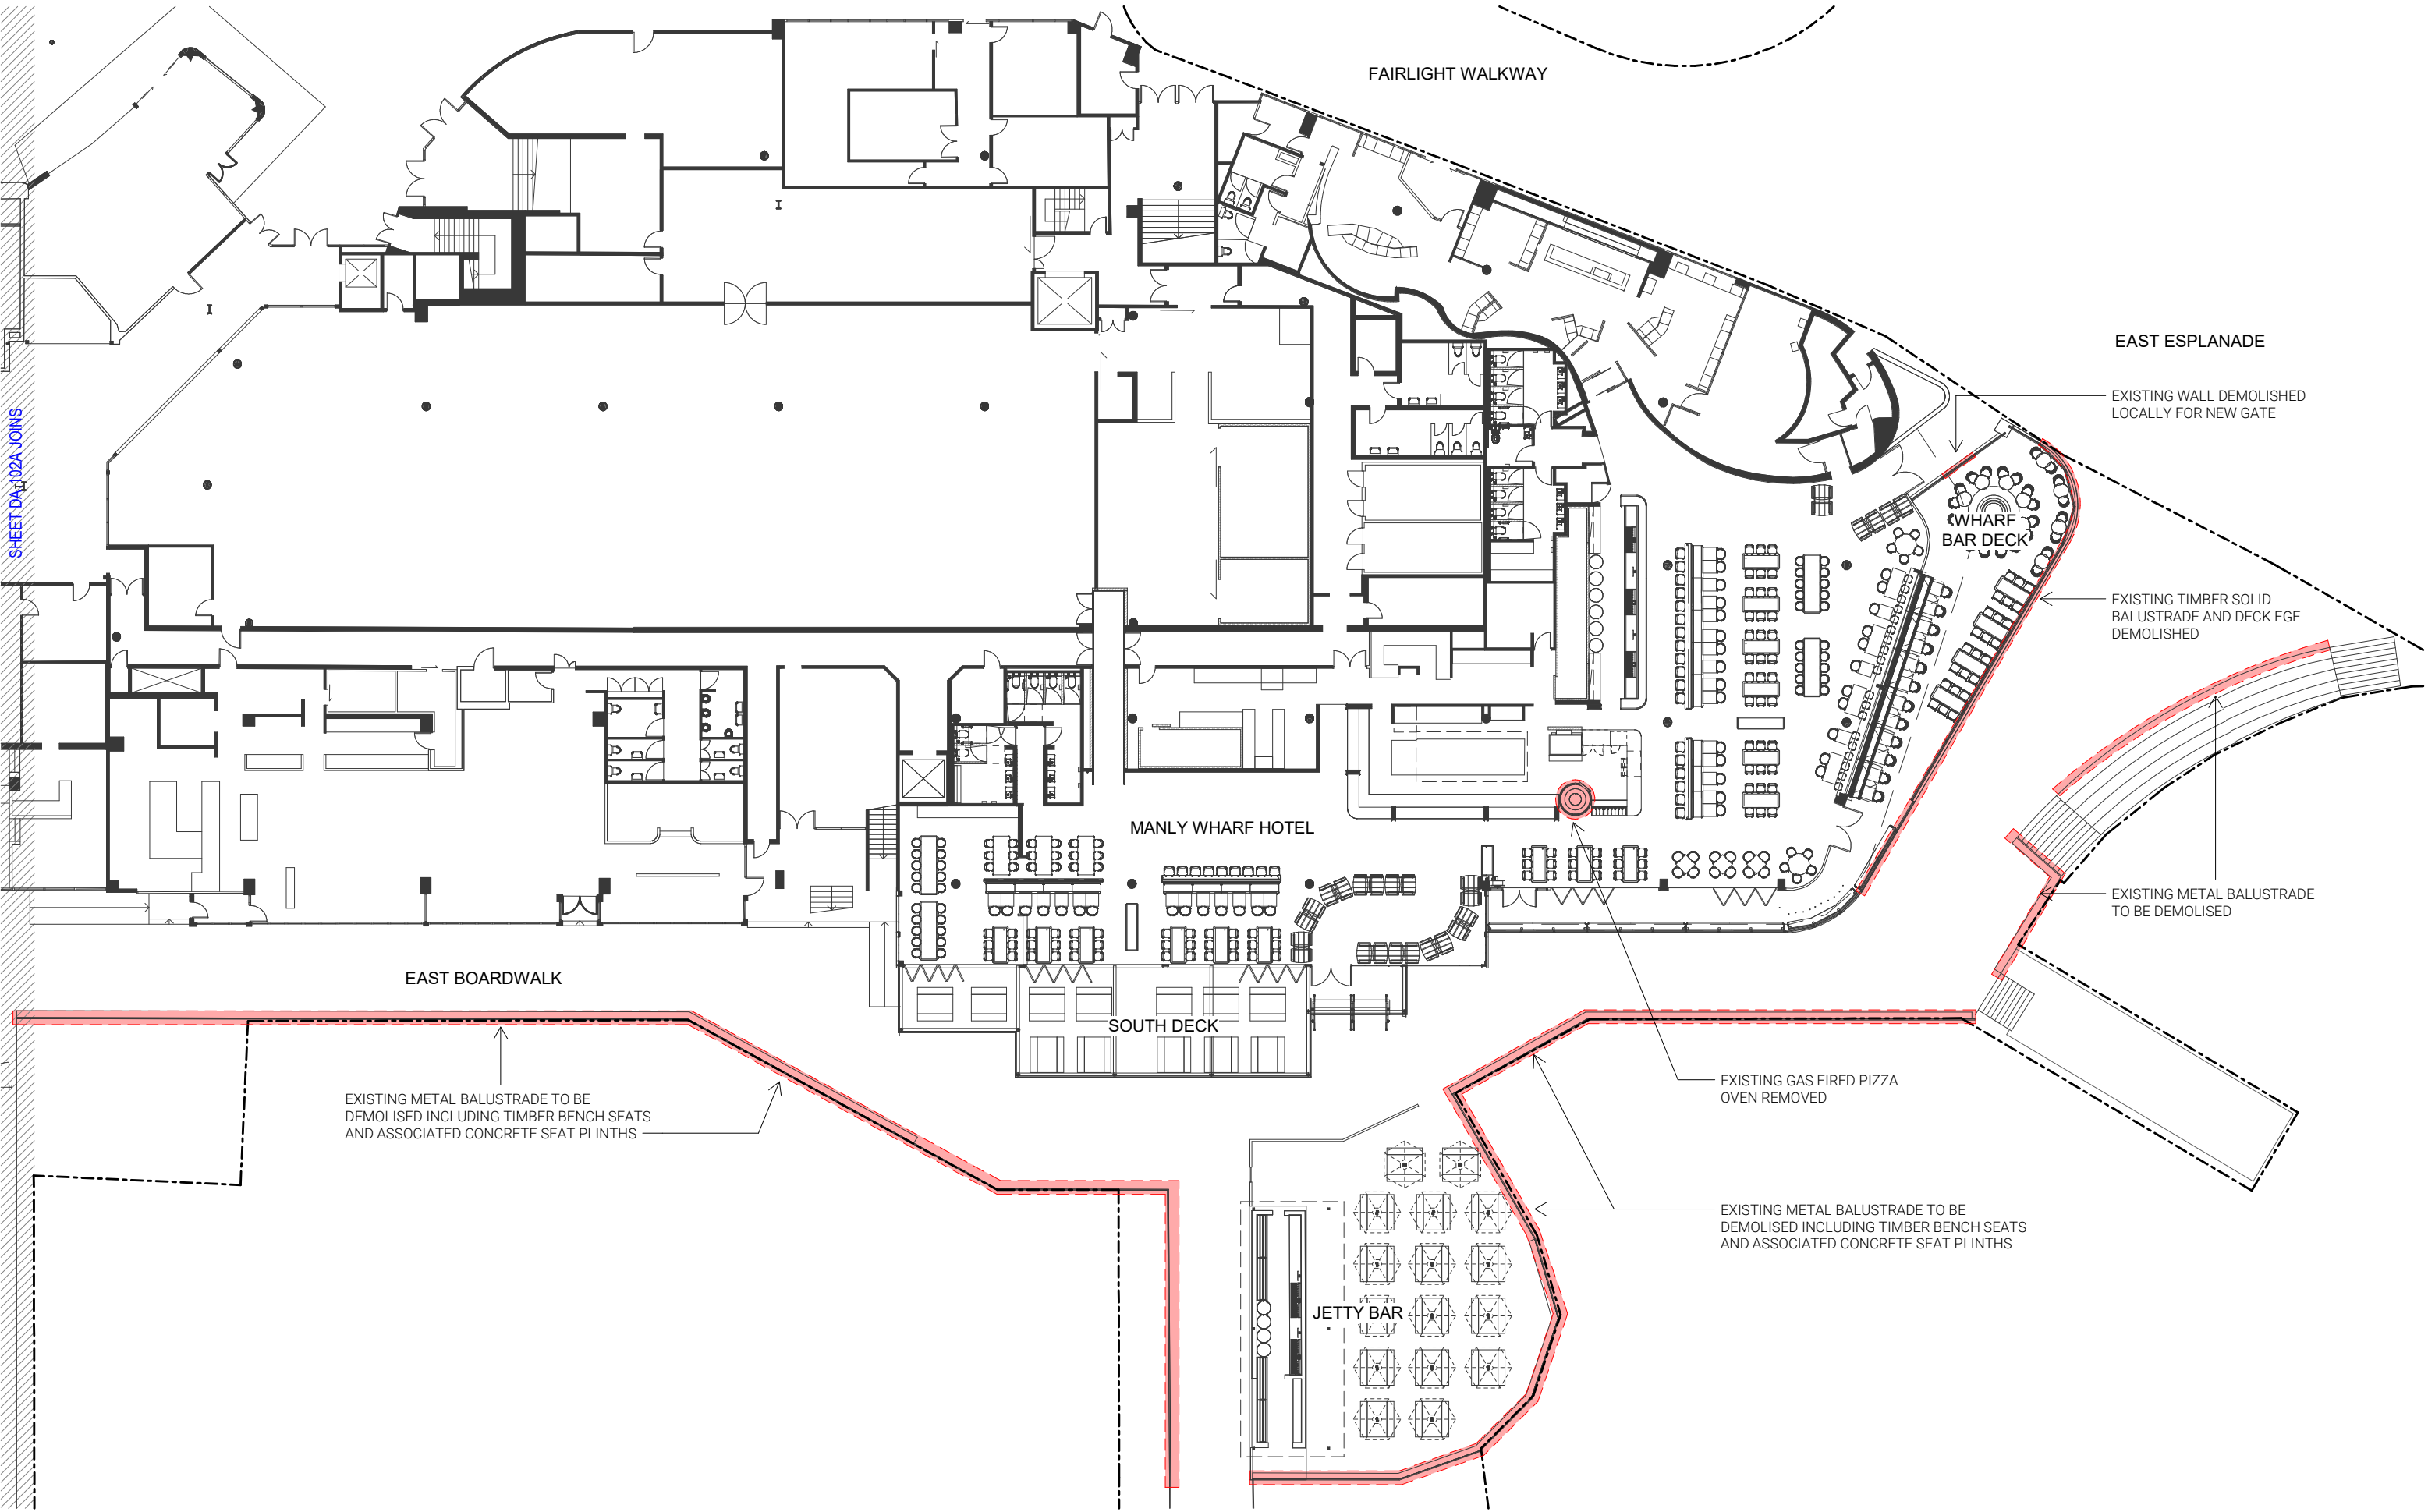 FAIRLIGHT WALKWAY
EAST ESPLANADE
EXISTING WALL DEMOLISHED
LOCALLY FOR NEW GATE
SHEET DA 102A JOINS
WHARF
BAR DECK
EXISTING TIMBER SOLID
BALUSTRADE AND DECK EGE
DEMOLISHED
MANLY WHARF HOTEL
EXISTING METAL BALUSTRADE
TO BE DEMOLISED
EAST BOARDWALK
SOUTH DECK
EXISTING METAL BALUSTRADE TO BE
DEMOLISED INCLUDING TIMBER BENCH SEATS
AND ASSOCIATED CONCRETE SEAT PLINTHS
EXISTING GAS FIRED PIZZA
OVEN REMOVED
EXISTING METAL BALUSTRADE TO BE
DEMOLISED INCLUDING TIMBER BENCH SEATS
AND ASSOCIATED CONCRETE SEAT PLINTHS
JETTY BAR